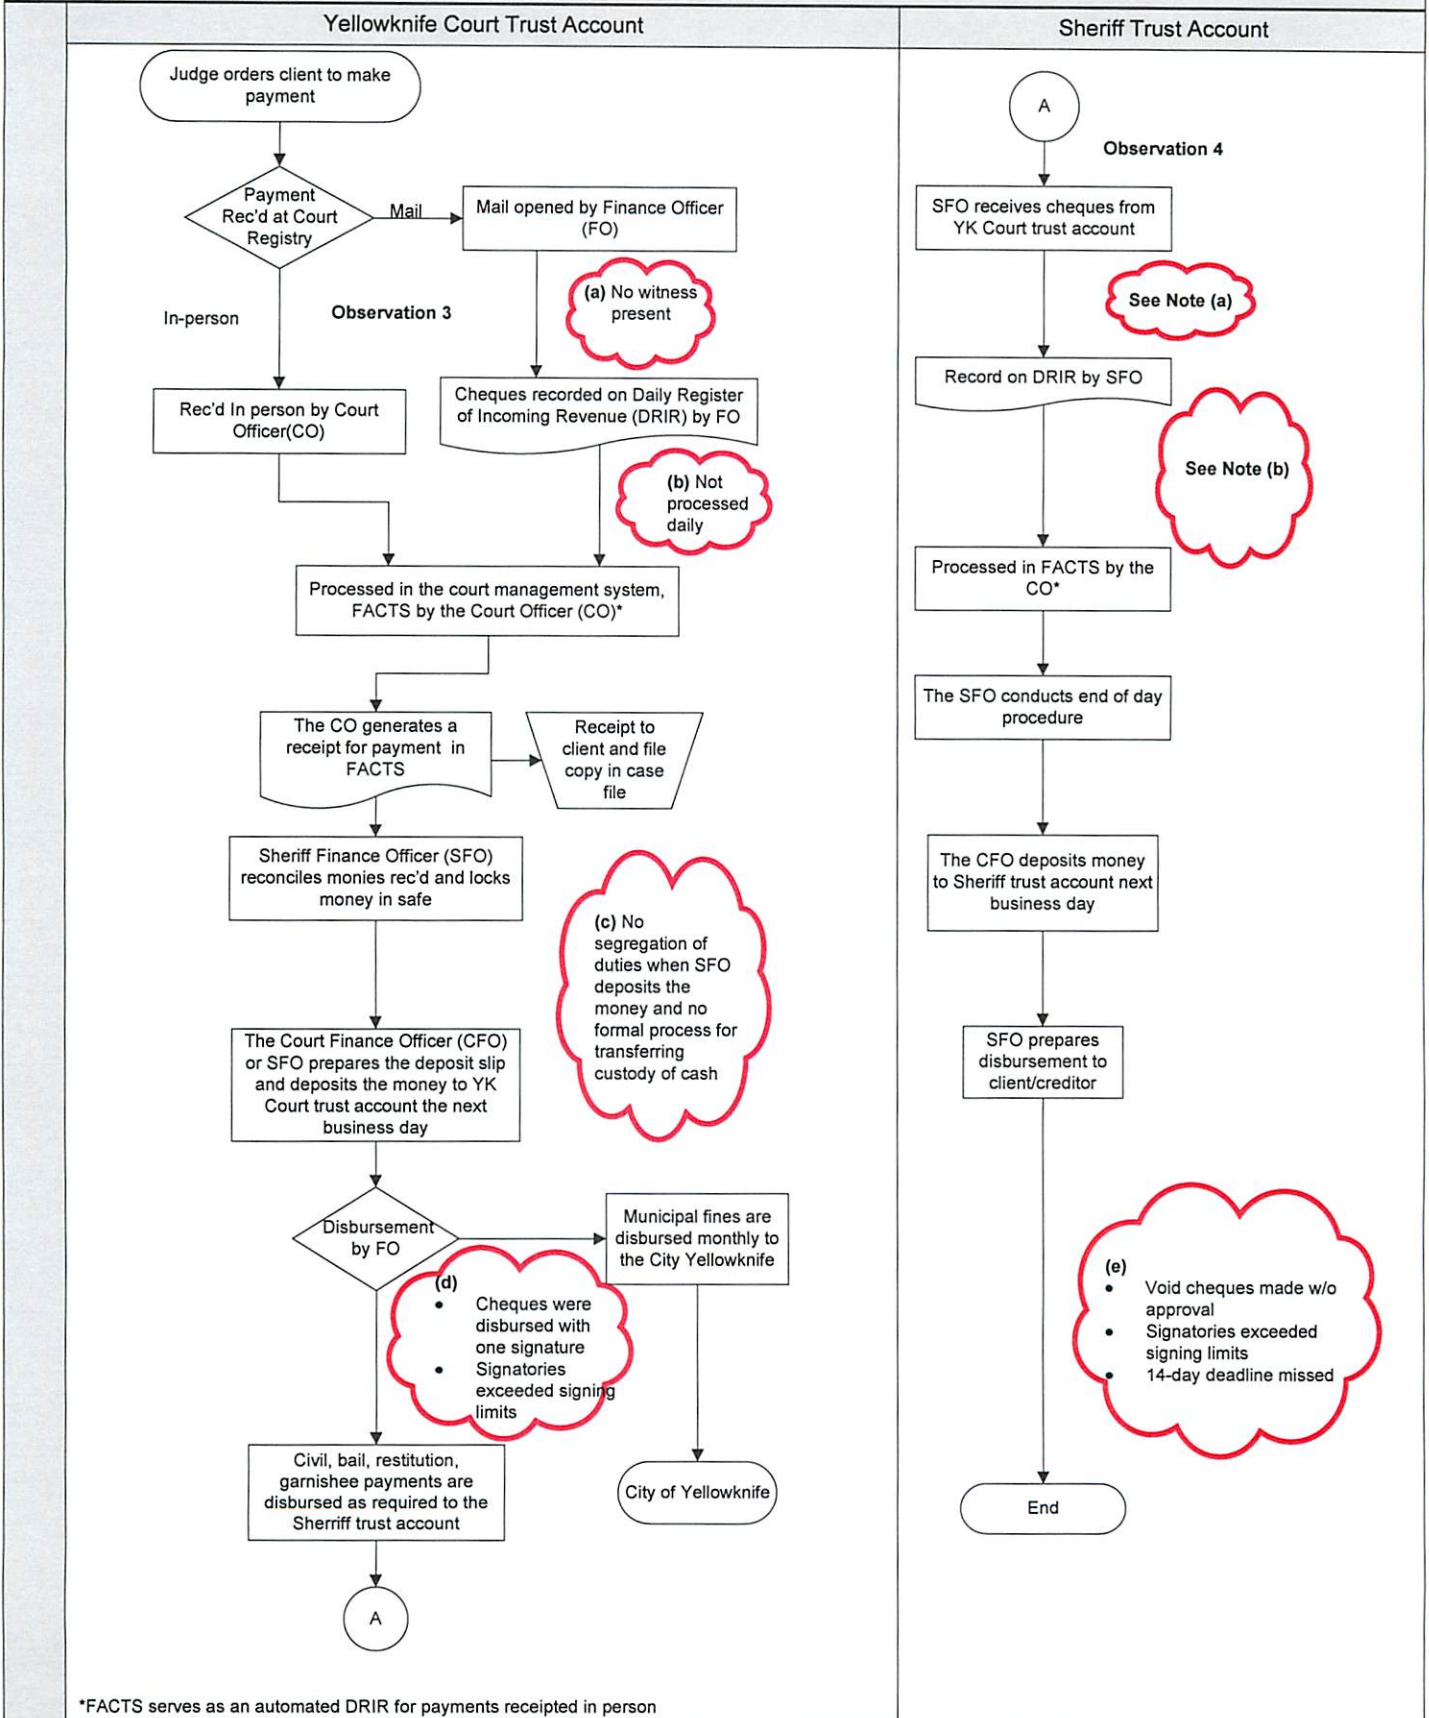 Yellowknife Court Trust Account
Judge orders client to make
payment
Payment
Rec'd at Court
Registry
Mail
Mail opened by Finance Officer
(FO)
(a) No witness
present
In-person
Observation 3
Rec'd In person by Court
Officer(CO)
Cheques recorded on Daily Register
of Incoming Revenue (DRIR) by FO
(b) Not
processed
daily
Processed in the court management system,
FACTS by the Court Officer (CO)*
The CO generates a
receipt for payment in
FACTS
Receipt to
client and file
copy in case
file
Sheriff Finance Officer (SFO)
reconciles monies rec'd and locks
money in safe
(c) No
segregation of
duties when SFO
deposits the
money and no
formal process for
transferring
custody of cash
The Court Finance Officer (CFO)
or SFO prepares the deposit slip
and deposits the money to YK
Court trust account the next
business day
Disbursement
by FO
Municipal fines are
disbursed monthly to
the City Yellowknife
(d)
• Cheques were
disbursed with
one signature
• Signatories
exceeded signing
limits
Civil, bail, restitution,
garnishee payments are
disbursed as required to the
Sherriff trust account
City of Yellowknife
A
*FACTS serves as an automated DRIR for payments receipted in person
Sheriff Trust Account
A
Observation 4
SFO receives cheques from
YK Court trust account
See Note (a)
Record on DRIR by SFO
See Note (b)
Processed in FACTS by the
CO*
The SFO conducts end of day
procedure
The CFO deposits money
to Sheriff trust account next
business day
SFO prepares
disbursement to
client/creditor
(e)
• Void cheques made w/o
approval
• Signatories exceeded
signing limits
• 14-day deadline missed
End